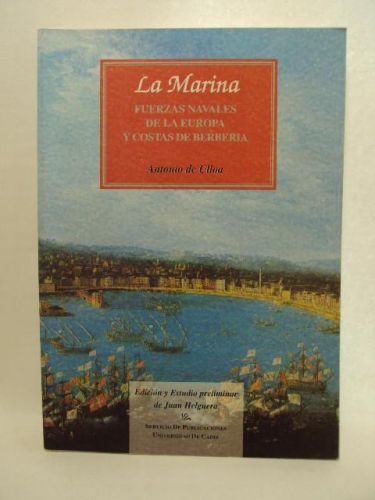 La Marina
FUERZAS NAVALES
DE LA EUROPA
Y COSTAS DE BERBERIA
Antonio de Ulloa
Edición y Estudio preliminar
de Juan Helguera
SERVICIO DE PUBLICACIONES
UNIVERSIDAD DE CADIZ